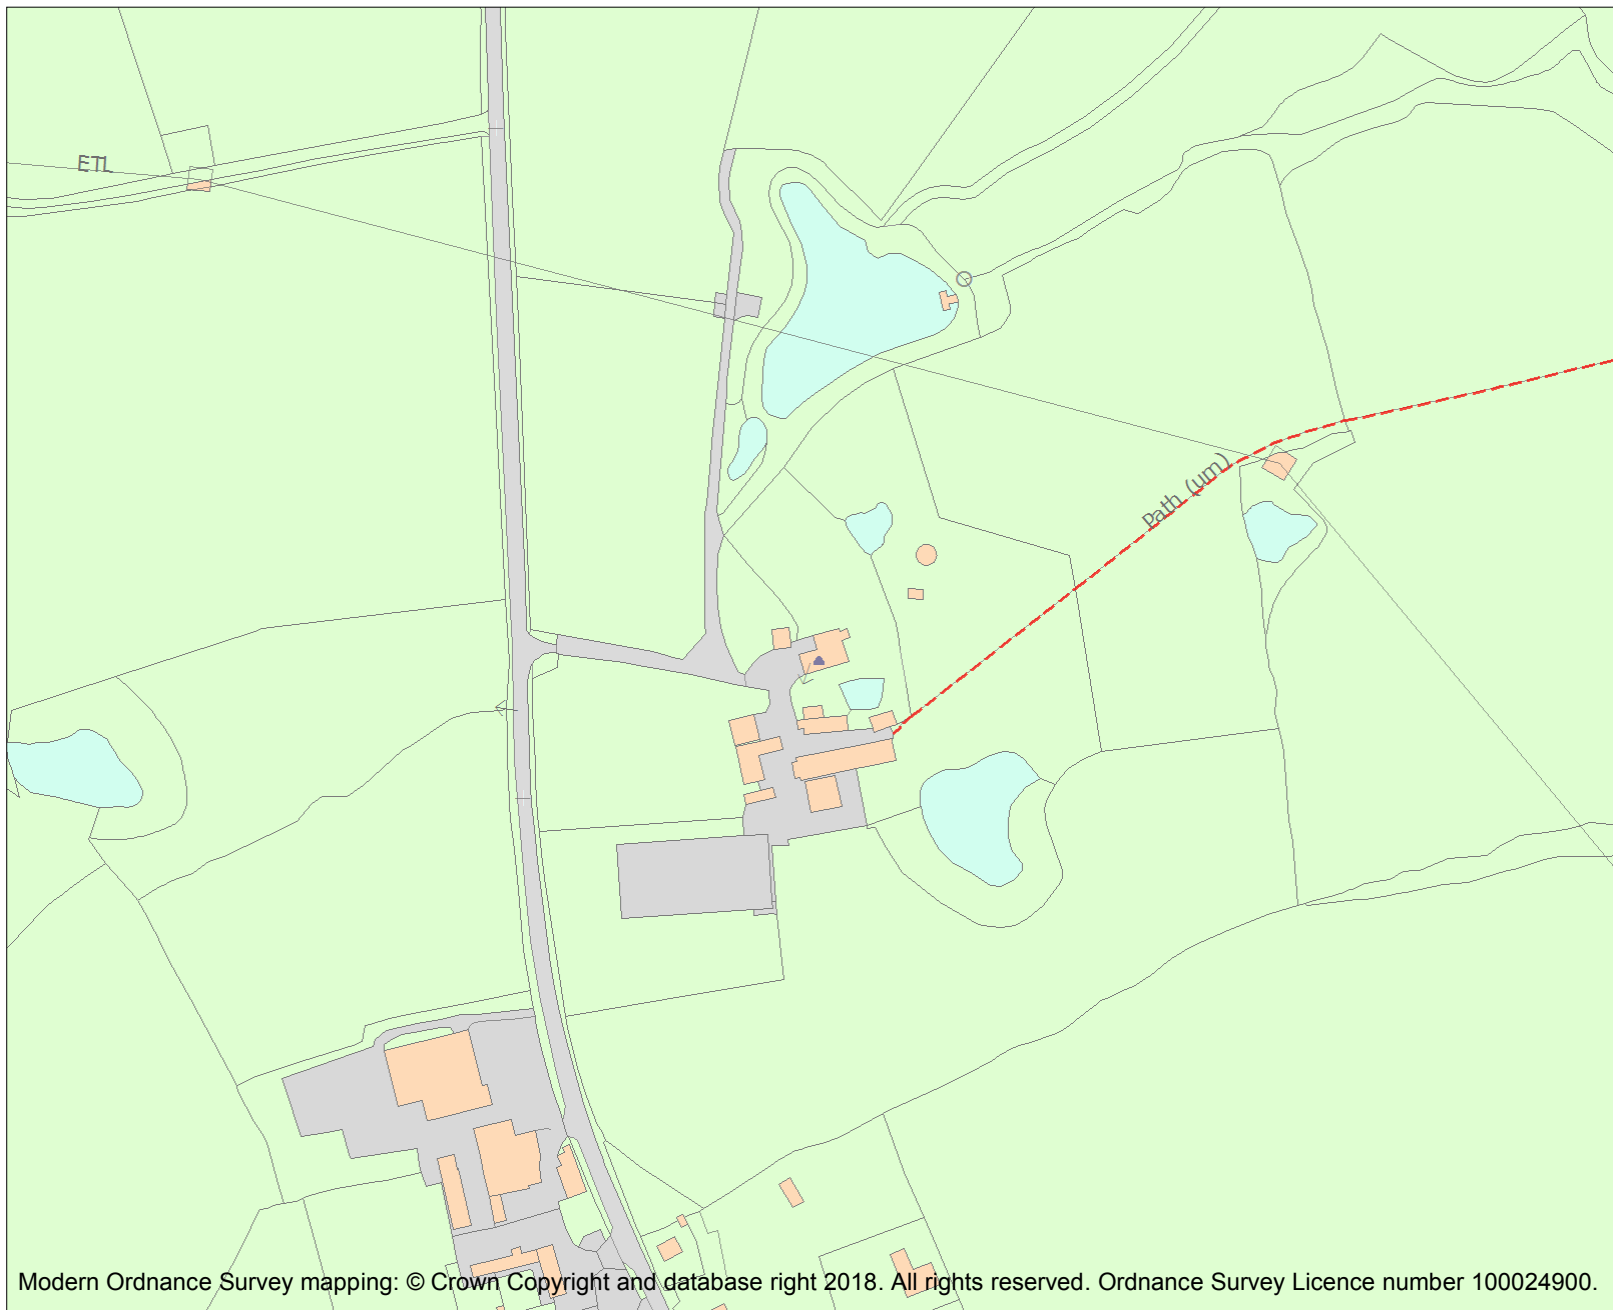 ETL
Path (um)
Modern Ordnance Survey mapping: © Crown Copyright and database right 2018. All rights reserved. Ordnance Survey Licence number 100024900.